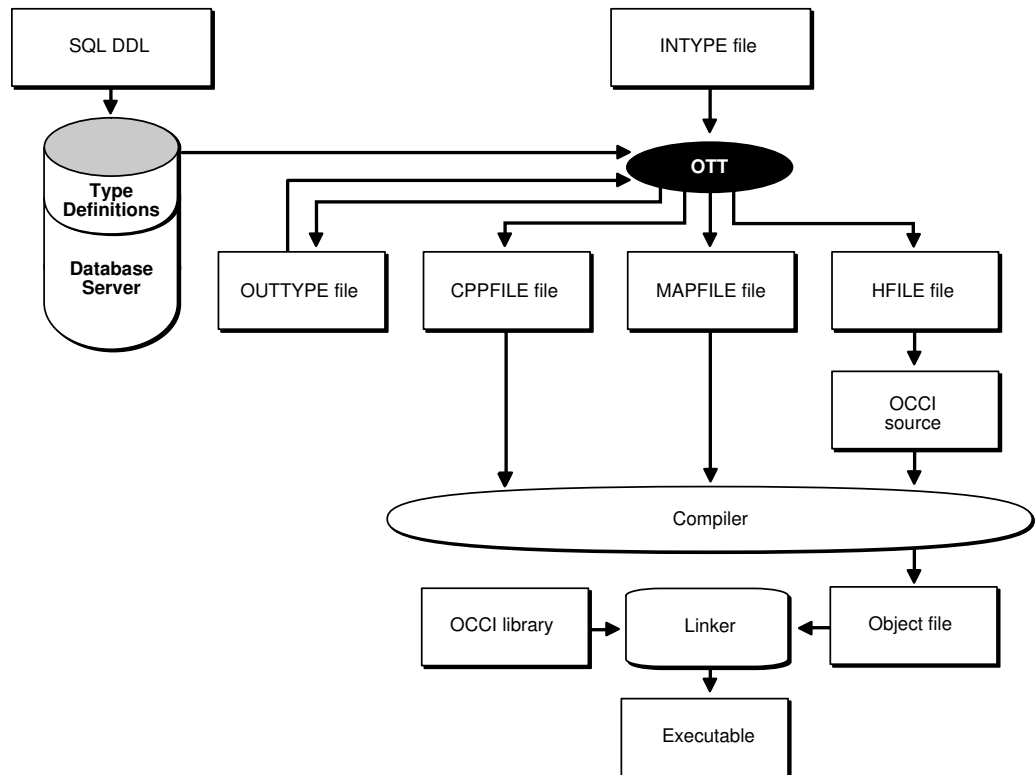 SQL DDL
INTYPE file
OTT
Type
Definitions
Database
Server
OUTTYPE file
CPPFILE file
MAPFILE file
HFILE file
OCCI
source
Compiler
OCCI library
Linker
Object file
Executable